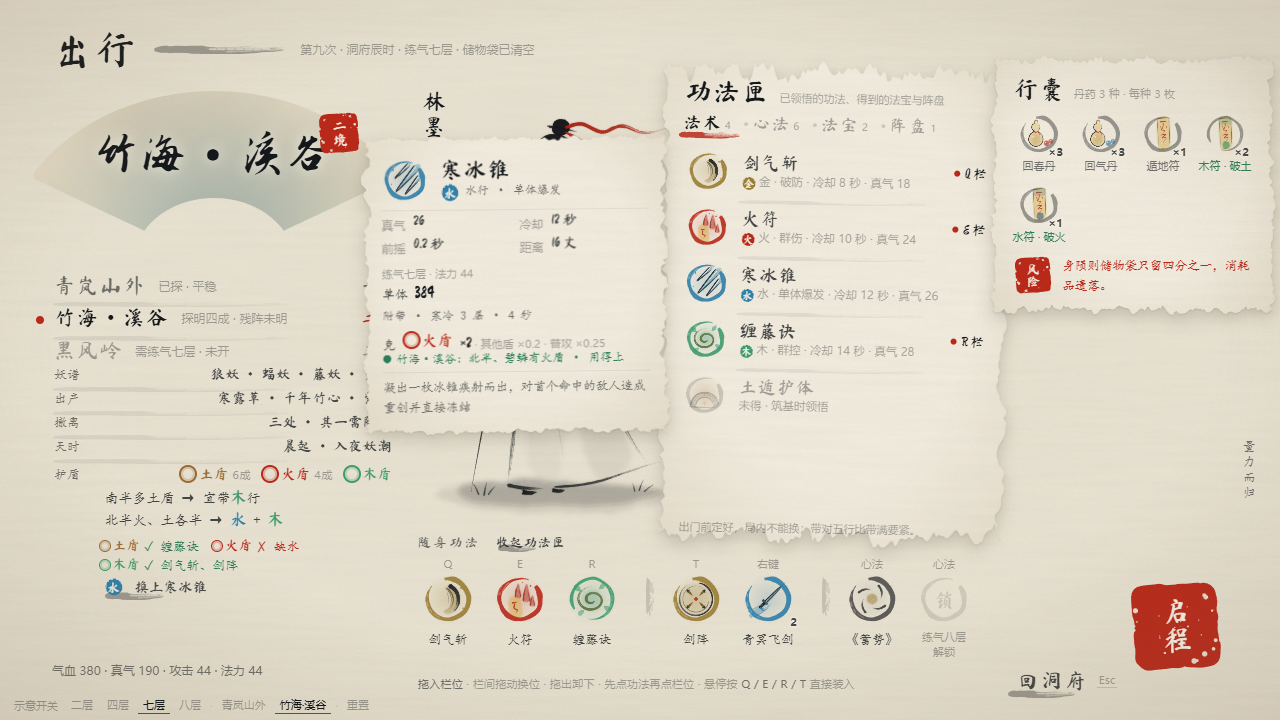 出行
第九次 · 洞府辰时 · 练气七层 · 储物袋已清空
竹海 · 溪谷
二境
青岚山外 已探 · 平稳
竹海 · 溪谷 探明四成 · 残阵未明
黑风岭 需练气七层 · 未开
妖谱 狼妖 · 蝠妖 · 藤妖 ·
出产 寒露草 · 千年竹心 ·
撤离 三处 · 其一需
天时 晨起 · 入夜妖潮
护盾 土盾 6成 火盾 4成 木盾
南半多土盾 → 宜带木行
北半火、土各半 → 水 + 木
土盾 ✓ 缠藤诀 火盾 ✗ 缺水
木盾 ✓ 剑气斩、剑降
水 换上寒冰锥
气血 380 · 真气 190 · 攻击 44 · 法力 44
示意开关 二层 四层 七层 八层 · 青岚山外 竹海溪谷 · 重置
林墨
寒冰锥
水 水行 · 单体爆发
真气 26 冷却 12 秒
前摇 0.2 秒 距离 16 丈
练气七层 · 法力 44
单体 384
附带 · 寒冷 3 层 · 4 秒
克 火盾 ×2 · 其他盾 ×0.2 · 普攻 ×0.25
竹海 · 溪谷: 北半、碧蟒有火盾 · 用得上
凝出一枚冰锥疾射而出, 对首个命中的敌人造成
重创并直接冻结
功法匣 已领悟的功法、得到的法宝与阵盘
法术 4 心法 6 法宝 2 阵盘 1
剑气斩
金 金 · 破防 · 冷却 8 秒 · 真气 18
Q 栏
火符
火 火 · 群伤 · 冷却 10 秒 · 真气 24
E 栏
寒冰锥
水 水 · 单体爆发 · 冷却 12 秒 · 真气 26
缠藤诀
木 木 · 群控 · 冷却 14 秒 · 真气 28
R 栏
土遁护体
未得 · 筑基时领悟
出门前定好, 局内不能换; 带对五行比带满要紧。
行囊 丹药 3 种 · 每种 3 枚
×3 ×3 ×1 ×2
回春丹 回气丹 遁地符 木符 · 破土
×1
水符 · 破火
风险
身陨则储物袋只留四分之一, 消耗
品遗落。
量力而归
随身功法 收起功法匣
Q E R T 右键 心法 心法
2
锁
剑气斩 火符 缠藤诀 剑降 青冥飞剑 《蓄势》 练气八层
解锁
拖入栏位 · 栏间拖动换位 · 拖出卸下 · 先点功法再点栏位 · 悬停按 Q / E / R / T 直接装入
启程
回洞府 Esc